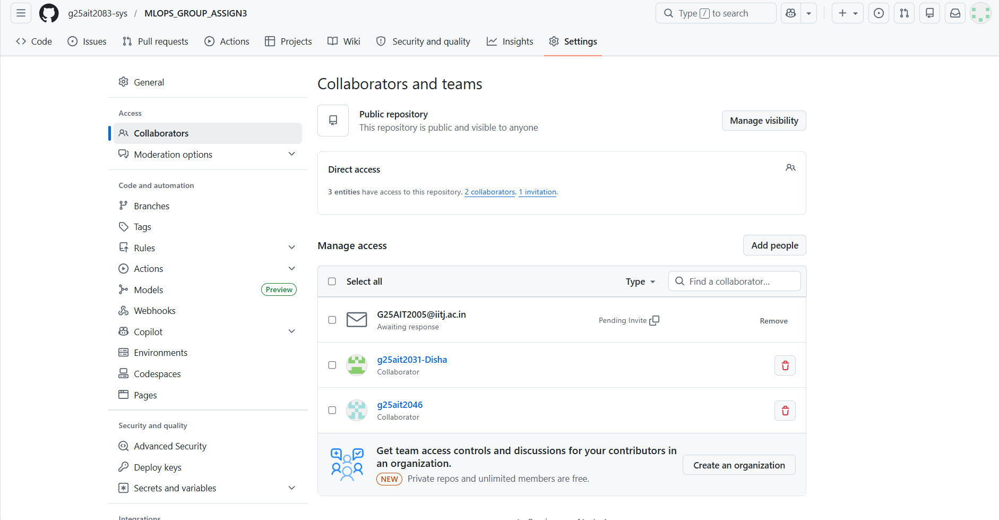 g25ait2083-sys / MLOPS_GROUP_ASSIGN3
Type / to search
Code Issues Pull requests Actions Projects Wiki Security and quality Insights Settings
General
Access
Collaborators
Moderation options
Code and automation
Branches
Tags
Rules
Actions
Models Preview
Webhooks
Copilot
Environments
Codespaces
Pages
Security and quality
Advanced Security
Deploy keys
Secrets and variables
Integrations
Collaborators and teams
Public repository
This repository is public and visible to anyone
Manage visibility
Direct access
3 entities have access to this repository. 2 collaborators. 1 invitation.
Manage access
Add people
Select all Type Find a collaborator...
G25AIT2005@iitj.ac.in
Awaiting response
Pending Invite
Remove
g25ait2031-Disha
Collaborator
g25ait2046
Collaborator
Get team access controls and discussions for your contributors in
an organization.
NEW Private repos and unlimited members are free.
Create an organization